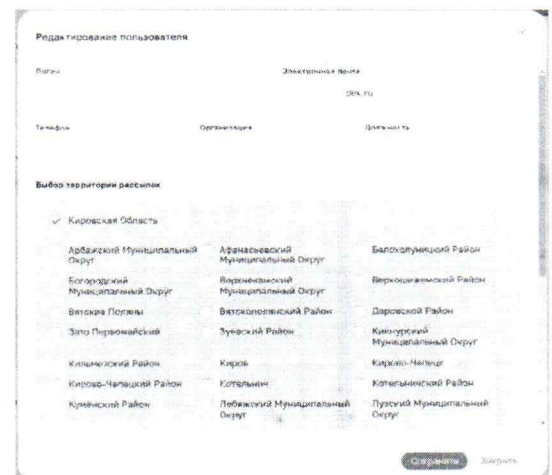 Редактирование пользователя
Логин Электронная почта
dex.ru
Телефон Организация Должность
Выбор территории рассылок
Кировская Область
Арбажский Муниципальный Округ
Афанасьевский Муниципальный Округ
Белохолуницкий Район
Богородский Муниципальный Округ
Верхнекамский Муниципальный Округ
Верхошижемский Район
Вятские Поляны
Вятскополянский Район
Даровской Район
Зато Первомайский
Зуевский Район
Кикнурский Муниципальный Округ
Кильмезский Район
Киров
Кирово-Чепецк
Кирово-Чепецкий Район
Котельнич
Котельничский Район
Куменский Район
Лебяжский Муниципальный Округ
Лузский Муниципальный Округ
Сохранить Закрыть